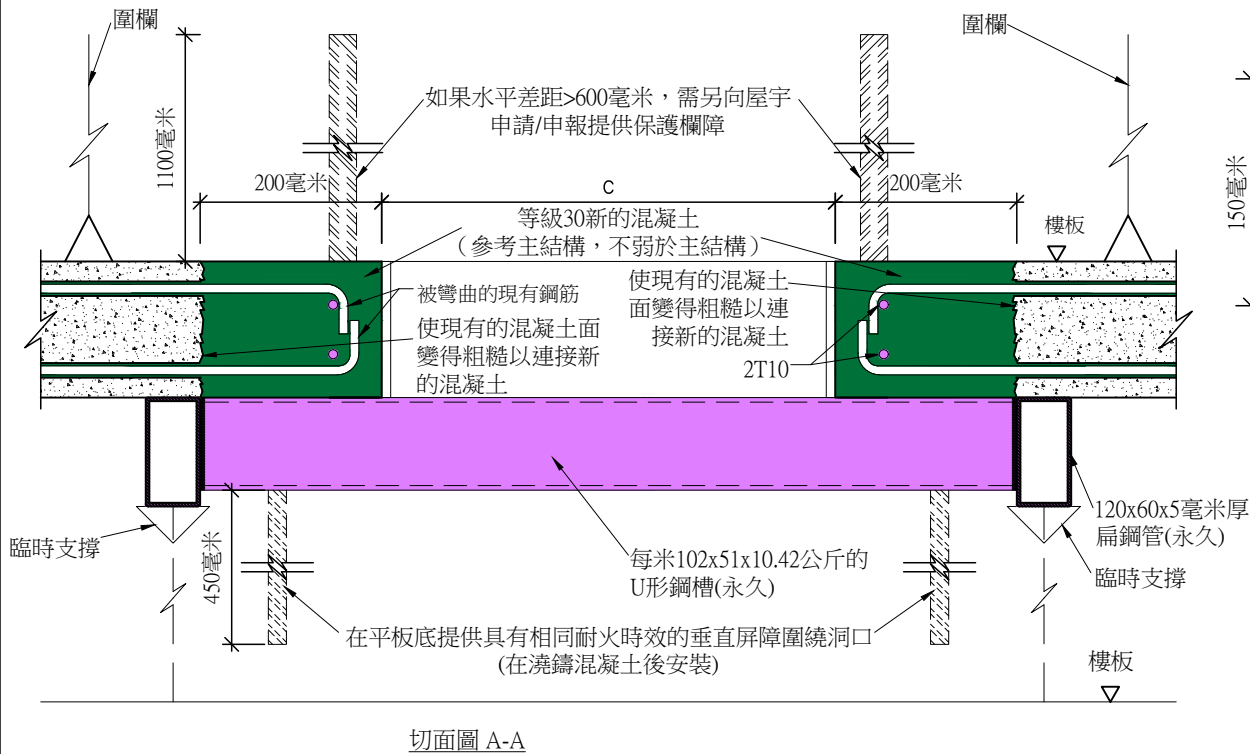 圍欄
圍欄
1100毫米
如果水平差距>600毫米，需另向屋宇
申請/申報提供保護欄障
150毫米
200毫米
C
200毫米
等級30新的混凝土
（參考主結構，不弱於主結構）
樓板
被彎曲的現有鋼筋
使現有的混凝土面
變得粗糙以連接新
的混凝土
使現有的混凝土
面變得粗糙以連
接新的混凝土
2T10
臨時支撐
450毫米
每米102x51x10.42公斤的
U形鋼槽(永久)
120x60x5毫米厚
扁鋼管(永久)
臨時支撐
在平板底提供具有相同耐火時效的垂直屏障圍繞洞口
(在澆鑄混凝土後安裝)
樓板
切面圖 A-A